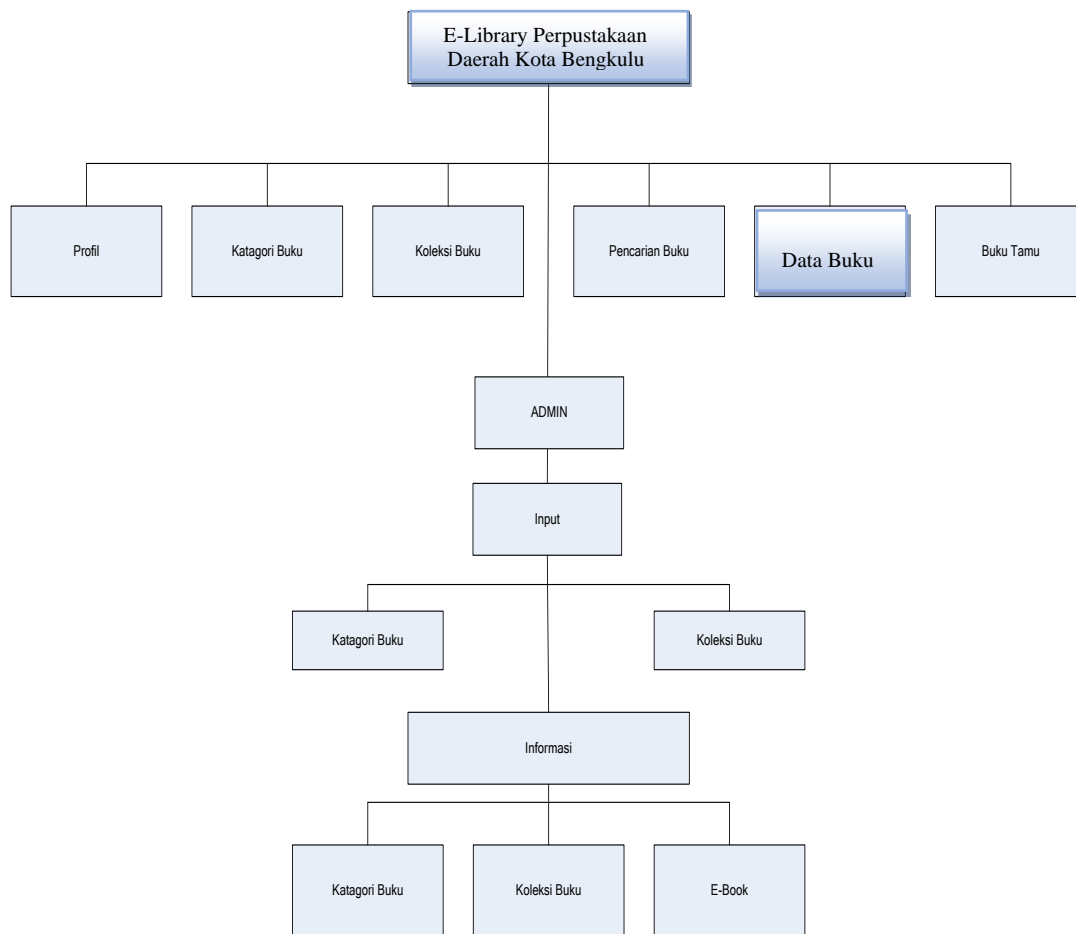 E-Library Perpustakaan
Daerah Kota Bengkulu
Profil
Katagori Buku
Koleksi Buku
Pencarian Buku
Data Buku
Buku Tamu
ADMIN
Input
Katagori Buku
Koleksi Buku
Informasi
Katagori Buku
Koleksi Buku
E-Book